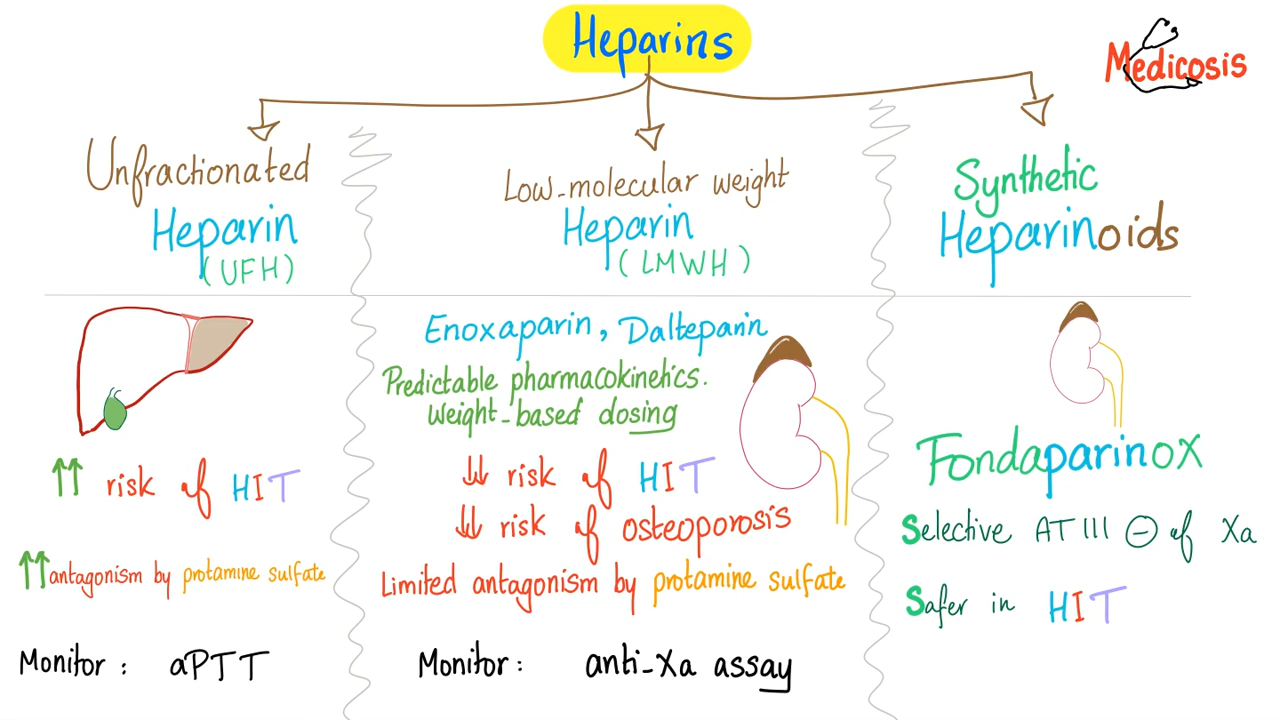 Heparins
Medicosis
Unfractionated
Heparin
(UFH)
↑↑ risk of HIT
↑↑ antagonism by protamine sulfate
Monitor: aPTT
Low-molecular weight
Heparin
(LMWH)
Enoxaparin, Dalteparin
Predictable pharmacokinetics.
Weight-based dosing
↓↓ risk of HIT
↓↓ risk of osteoporosis
Limited antagonism by protamine sulfate
Monitor: anti-Xa assay
Synthetic
Heparinoids
Fondaparinox
Selective AT III ⊖ of Xa
Safer in HIT